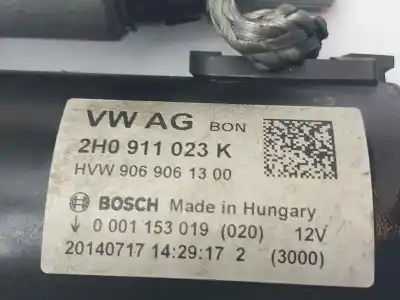 VW AG BON
2H0 911 023 K
HVW 906 906 13 00
BOSCH Made in Hungary
↓ 0 001 153 019 (020) 12V
20140717 14:29:17 2 (3000)